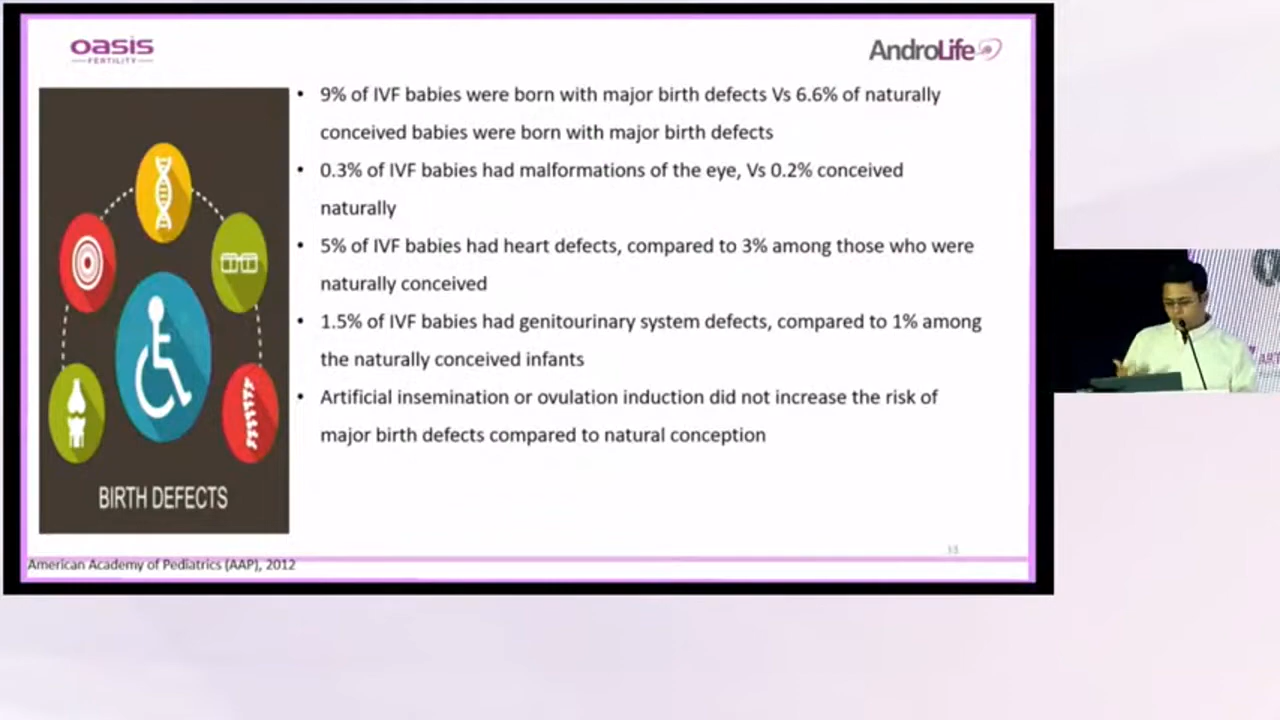 oasis
FERTILITY
AndroLife
• 9% of IVF babies were born with major birth defects Vs 6.6% of naturally
conceived babies were born with major birth defects
• 0.3% of IVF babies had malformations of the eye, Vs 0.2% conceived
naturally
• 5% of IVF babies had heart defects, compared to 3% among those who were
naturally conceived
• 1.5% of IVF babies had genitourinary system defects, compared to 1% among
the naturally conceived infants
• Artificial insemination or ovulation induction did not increase the risk of
major birth defects compared to natural conception
BIRTH DEFECTS
American Academy of Pediatrics (AAP), 2012